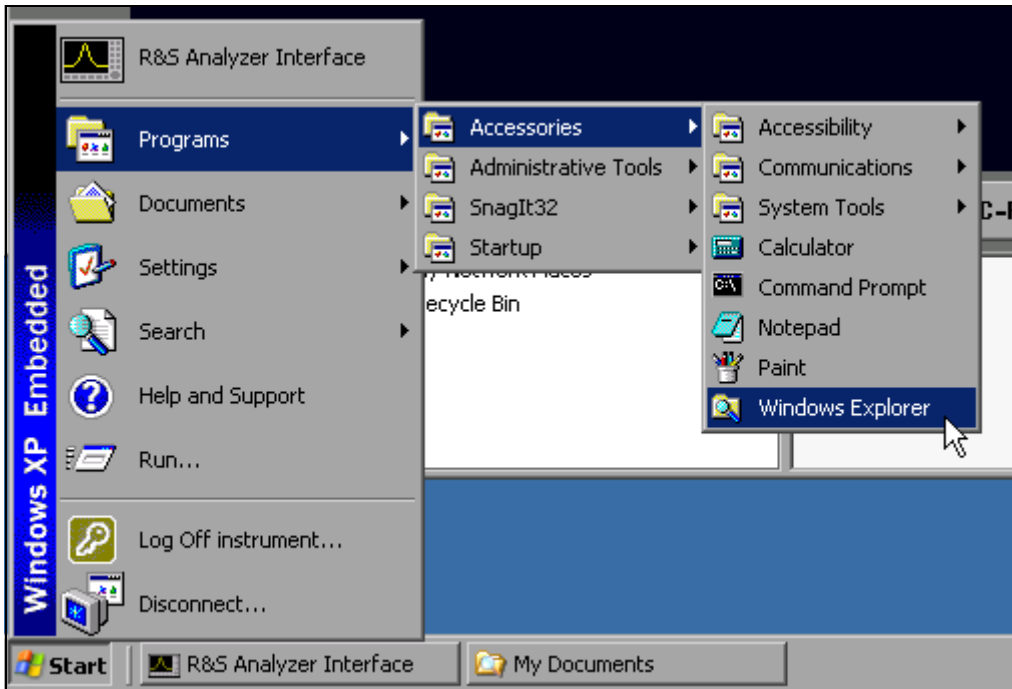 R&S Analyzer Interface
Programs
Documents
Settings
Search
Help and Support
Run...
Log Off instrument...
Disconnect...
Windows XP Embedded
Accessories
Administrative Tools
SnagIt32
Startup
Accessibility
Communications
System Tools
Calculator
Command Prompt
Notepad
Paint
Windows Explorer
ecycle Bin
Start
R&S Analyzer Interface
My Documents